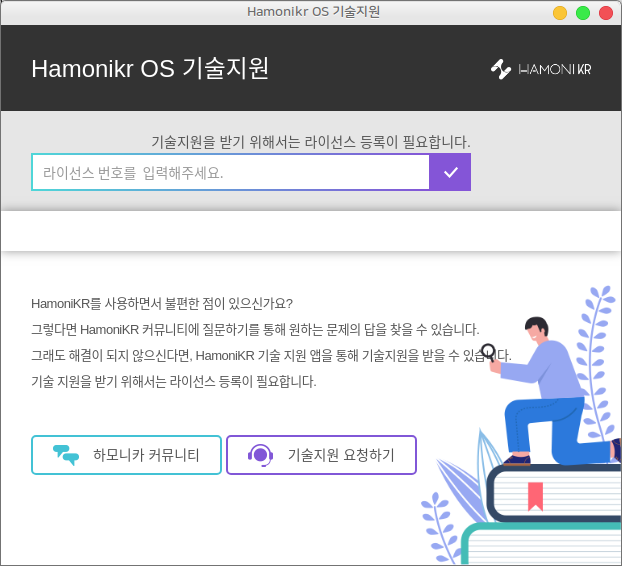 Hamonikr OS 기술지원
Hamonikr OS 기술지원
HAMONIKR
기술지원을 받기 위해서는 라이선스 등록이 필요합니다.
라이선스 번호를 입력해주세요.
HamoniKR를 사용하면서 불편한 점이 있으신가요?
그렇다면 HamoniKR 커뮤니티에 질문하기를 통해 원하는 문제의 답을 찾을 수 있습니다.
그래도 해결이 되지 않으신다면, HamoniKR 기술 지원 앱을 통해 기술지원을 받을 수 있습니다.
기술 지원을 받기 위해서는 라이선스 등록이 필요합니다.
하모니카 커뮤니티
기술지원 요청하기